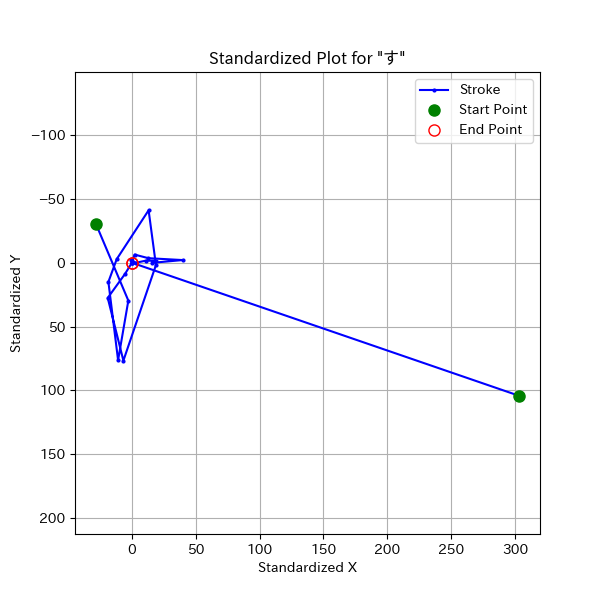 Standardized Plot for "す"
Stroke
Start Point
End Point
Standardized Y
−100
−50
0
50
100
150
200
0 50 100 150 200 250 300
Standardized X